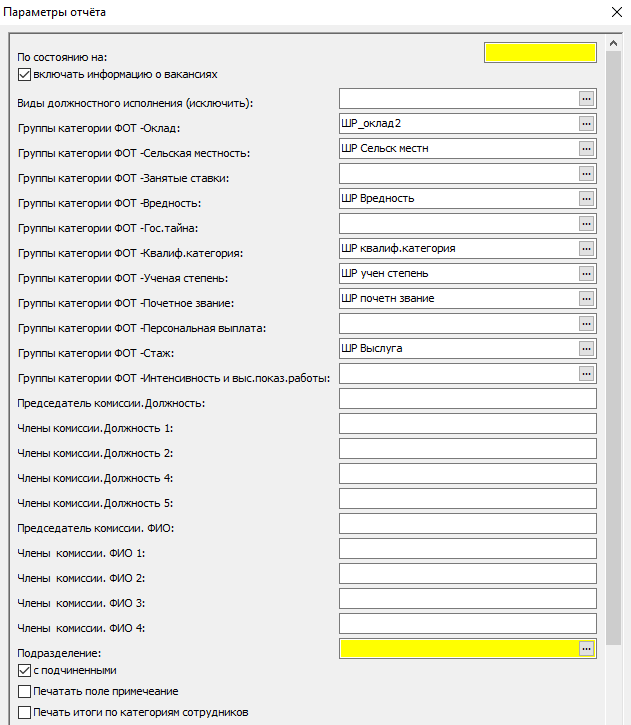 Параметры отчёта
По состоянию на:
включать информацию о вакансиях
Виды должностного исполнения (исключить): ...
Группы категории ФОТ -Оклад: ШР_оклад2 ...
Группы категории ФОТ -Сельская местность: ШР Сельск местн ...
Группы категории ФОТ -Занятые ставки: ...
Группы категории ФОТ -Вредность: ШР Вредность ...
Группы категории ФОТ -Гос.тайна: ...
Группы категории ФОТ -Квалиф.категория: ШР квалиф.категория ...
Группы категории ФОТ -Ученая степень: ШР учен степень ...
Группы категории ФОТ -Почетное звание: ШР почетн звание ...
Группы категории ФОТ -Персональная выплата: ...
Группы категории ФОТ -Стаж: ШР Выслуга ...
Группы категории ФОТ -Интенсивность и выс.показ.работы: ...
Председатель комиссии.Должность:
Члены комиссии.Должность 1:
Члены комиссии.Должность 2:
Члены комиссии.Должность 4:
Члены комиссии.Должность 5:
Председатель комиссии. ФИО:
Члены  комиссии. ФИО 1:
Члены  комиссии. ФИО 2:
Члены  комиссии. ФИО 3:
Члены  комиссии. ФИО 4:
Подразделение: ...
с подчиненными
Печатать поле примечеание
Печать итоги по категориям сотрудников